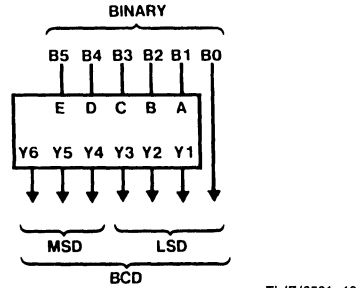 BINARY
B5 B4 B3 B2 B1 B0
E D C B A
Y6 Y5 Y4 Y3 Y2 Y1
MSD LSD
BCD